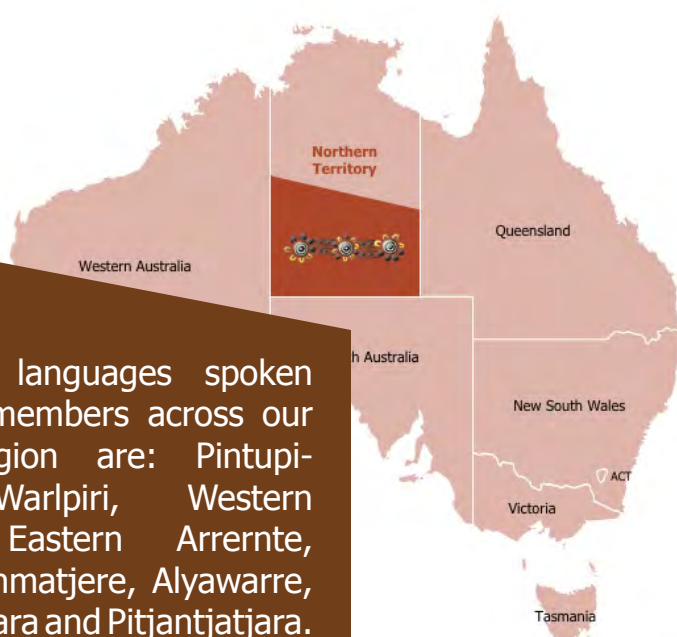 Northern
Territory
Queensland
Western Australia
h Australia
New South Wales
ACT
Victoria
Tasmania
languages spoken
members across our
gion are: Pintupi-
Warlpiri, Western
Eastern Arrernte,
nmatjere, Alyawarre,
ara and Pitjantjatjara.